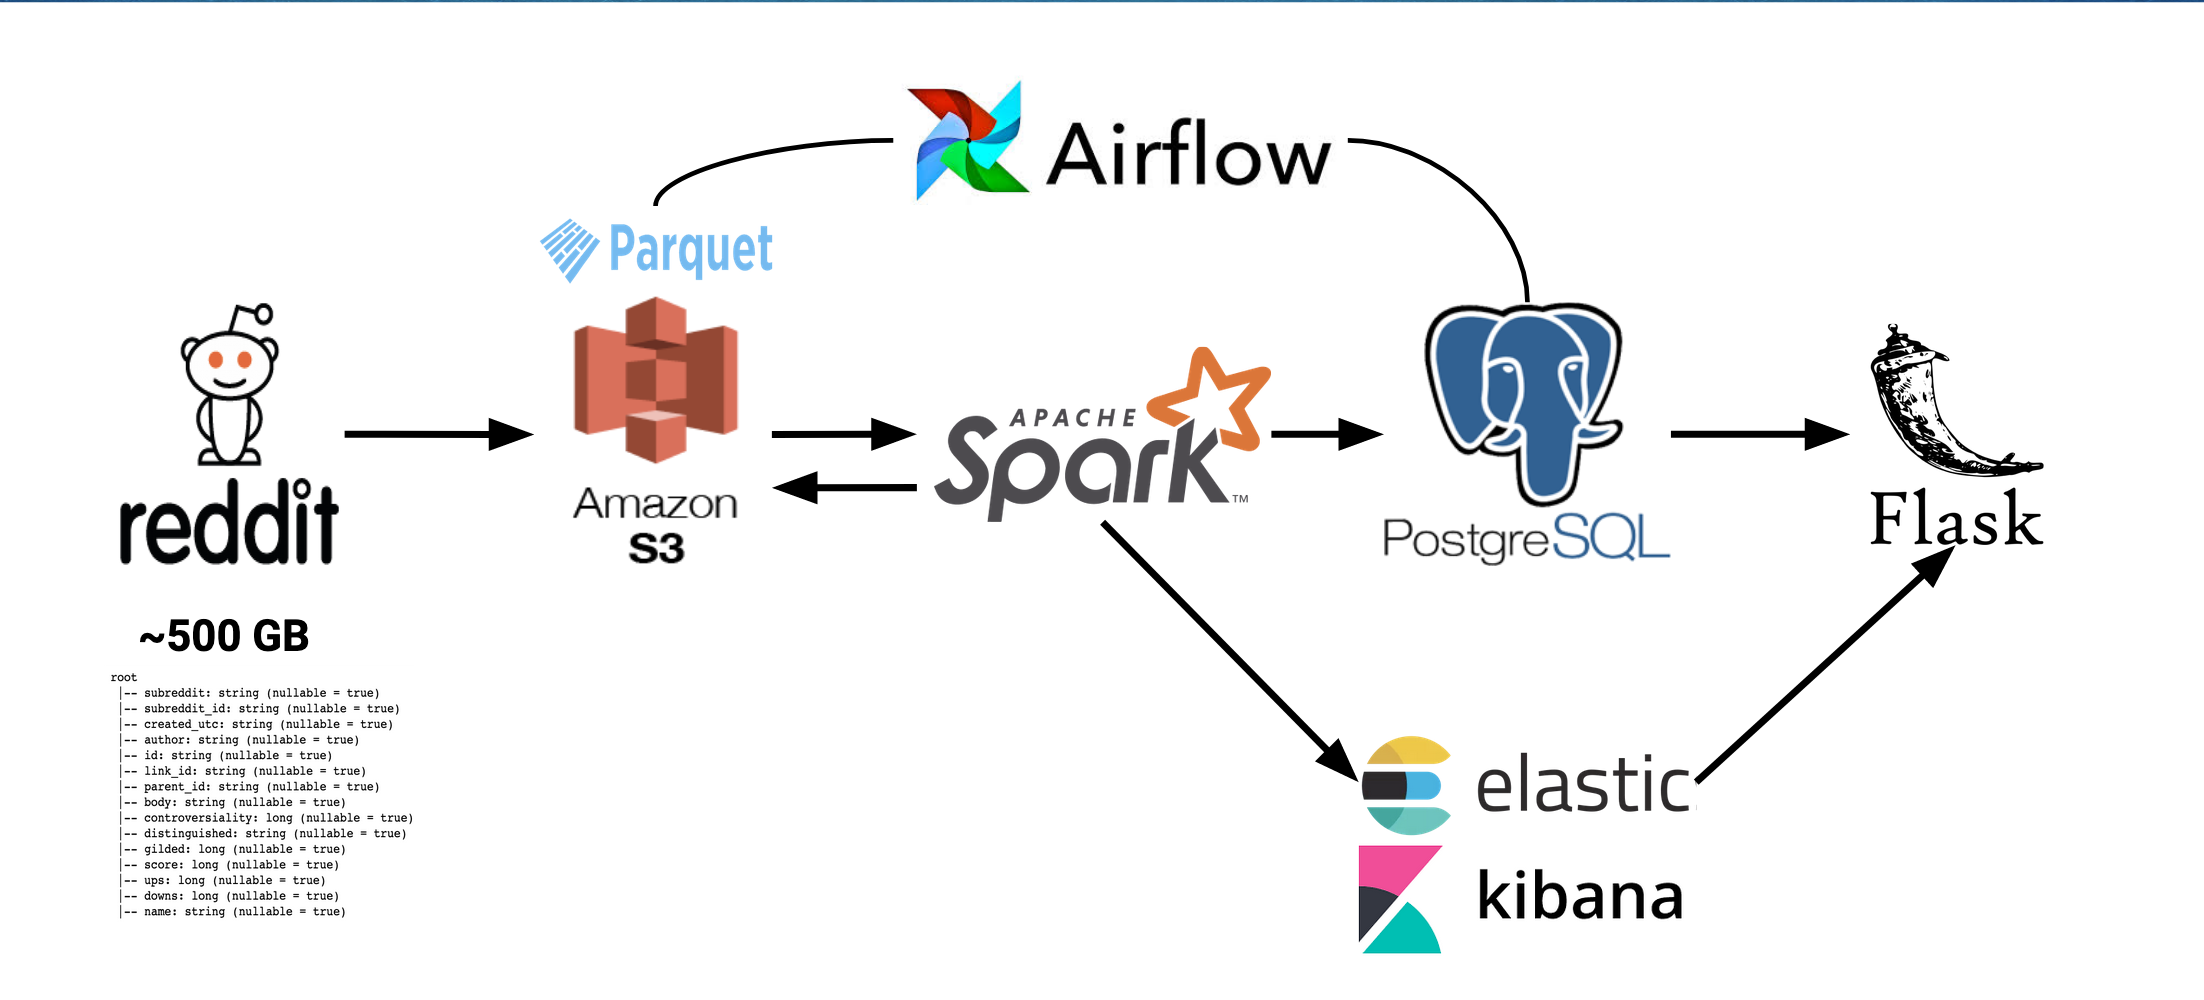 Airflow
Parquet
reddit
Amazon
S3
APACHE
Spark™
PostgreSQL
Flask
~500 GB
root
|-- subreddit: string (nullable = true)
|-- subreddit_id: string (nullable = true)
|-- created_utc: string (nullable = true)
|-- author: string (nullable = true)
|-- id: string (nullable = true)
|-- link_id: string (nullable = true)
|-- parent_id: string (nullable = true)
|-- body: string (nullable = true)
|-- controversiality: long (nullable = true)
|-- distinguished: string (nullable = true)
|-- gilded: long (nullable = true)
|-- score: long (nullable = true)
|-- ups: long (nullable = true)
|-- downs: long (nullable = true)
|-- name: string (nullable = true)
elastic
kibana